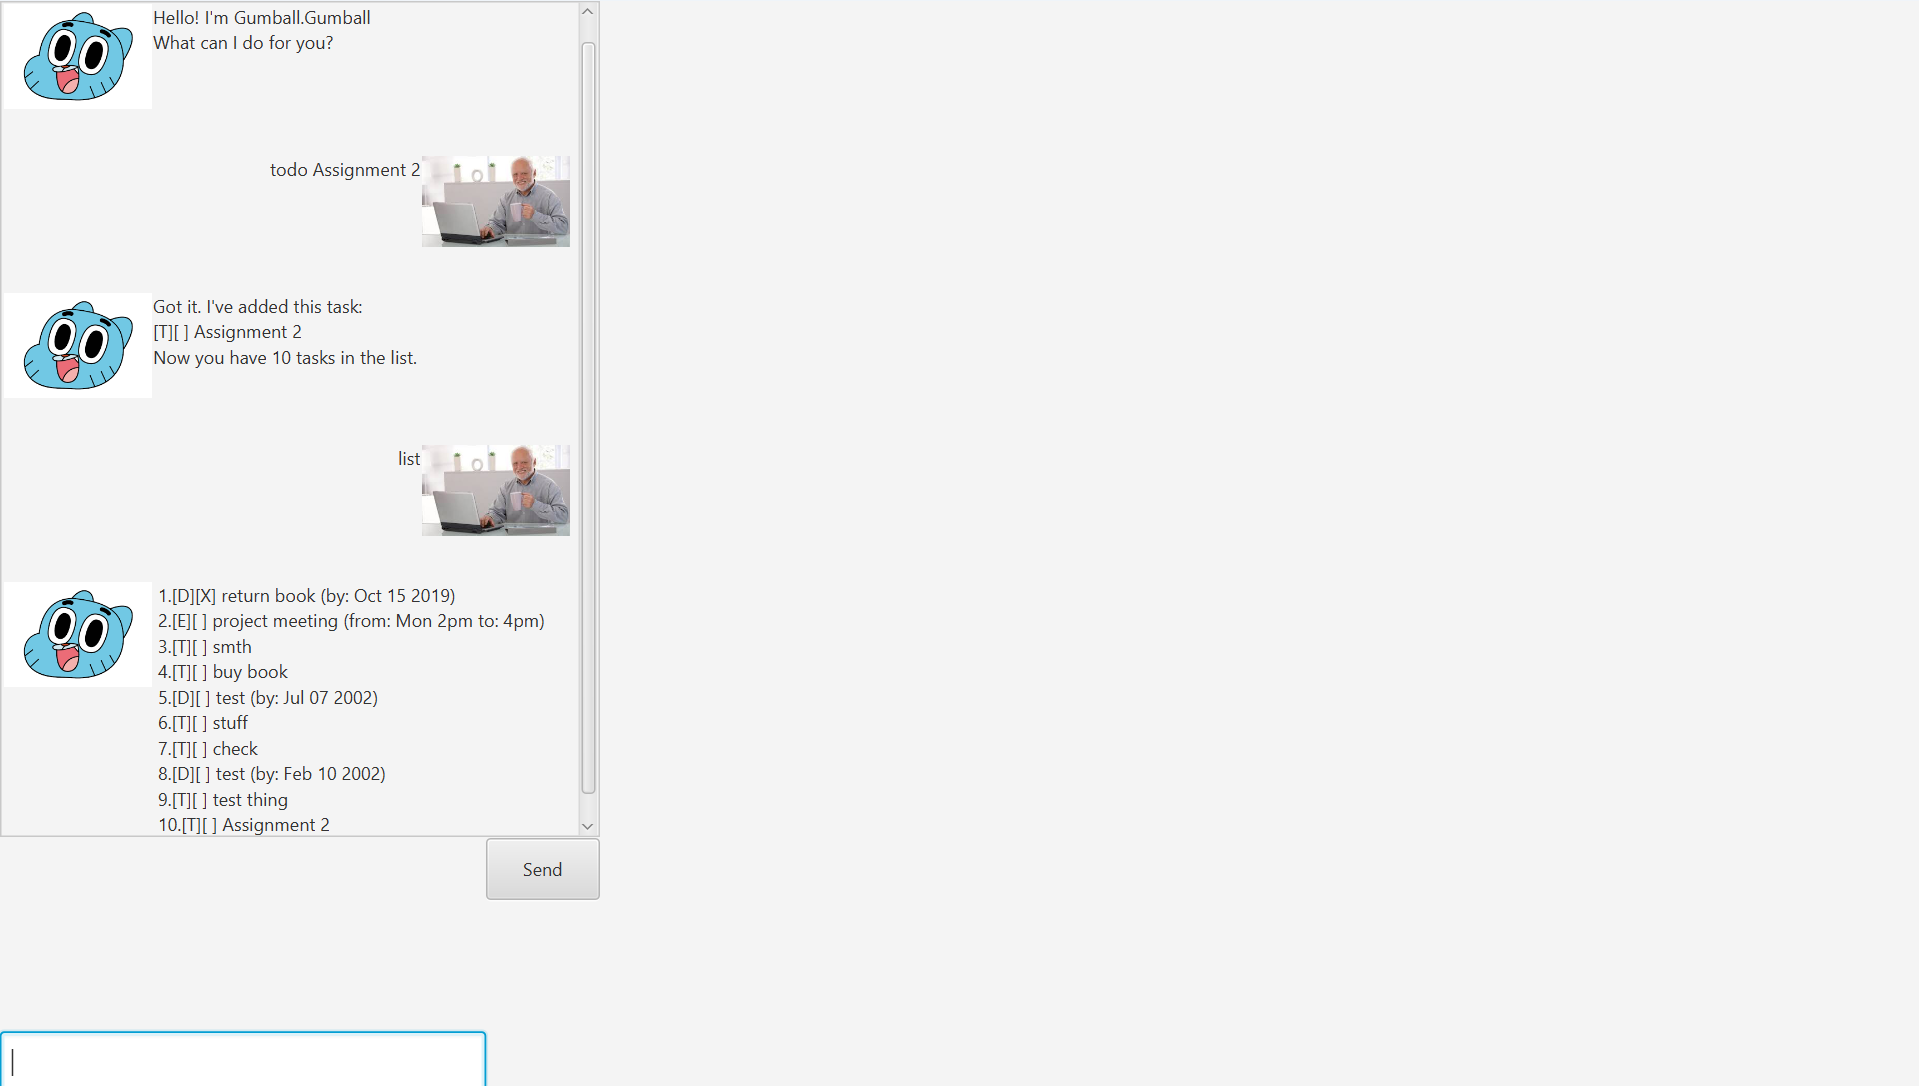 Hello! I'm Gumball.Gumball
What can I do for you?
todo Assignment 2
Got it. I've added this task:
[T][ ] Assignment 2
Now you have 10 tasks in the list.
list
1.[D][X] return book (by: Oct 15 2019)
2.[E][ ] project meeting (from: Mon 2pm to: 4pm)
3.[T][ ] smth
4.[T][ ] buy book
5.[D][ ] test (by: Jul 07 2002)
6.[T][ ] stuff
7.[T][ ] check
8.[D][ ] test (by: Feb 10 2002)
9.[T][ ] test thing
10.[T][ ] Assignment 2
Send